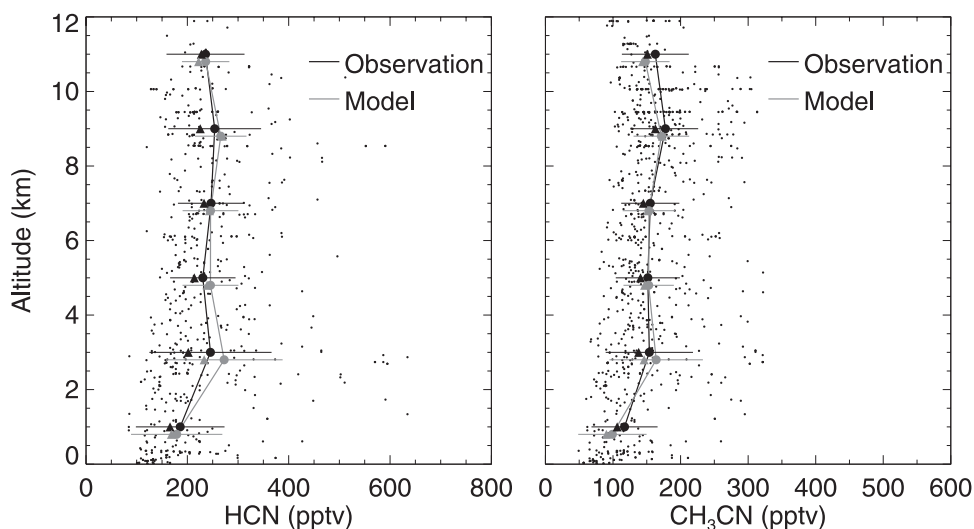 12
10
8
6
4
2
0
Altitude (km)
Observation
Model
0 200 400 600 800
HCN (pptv)
Observation
Model
0 100 200 300 400 500 600
CH₃CN (pptv)